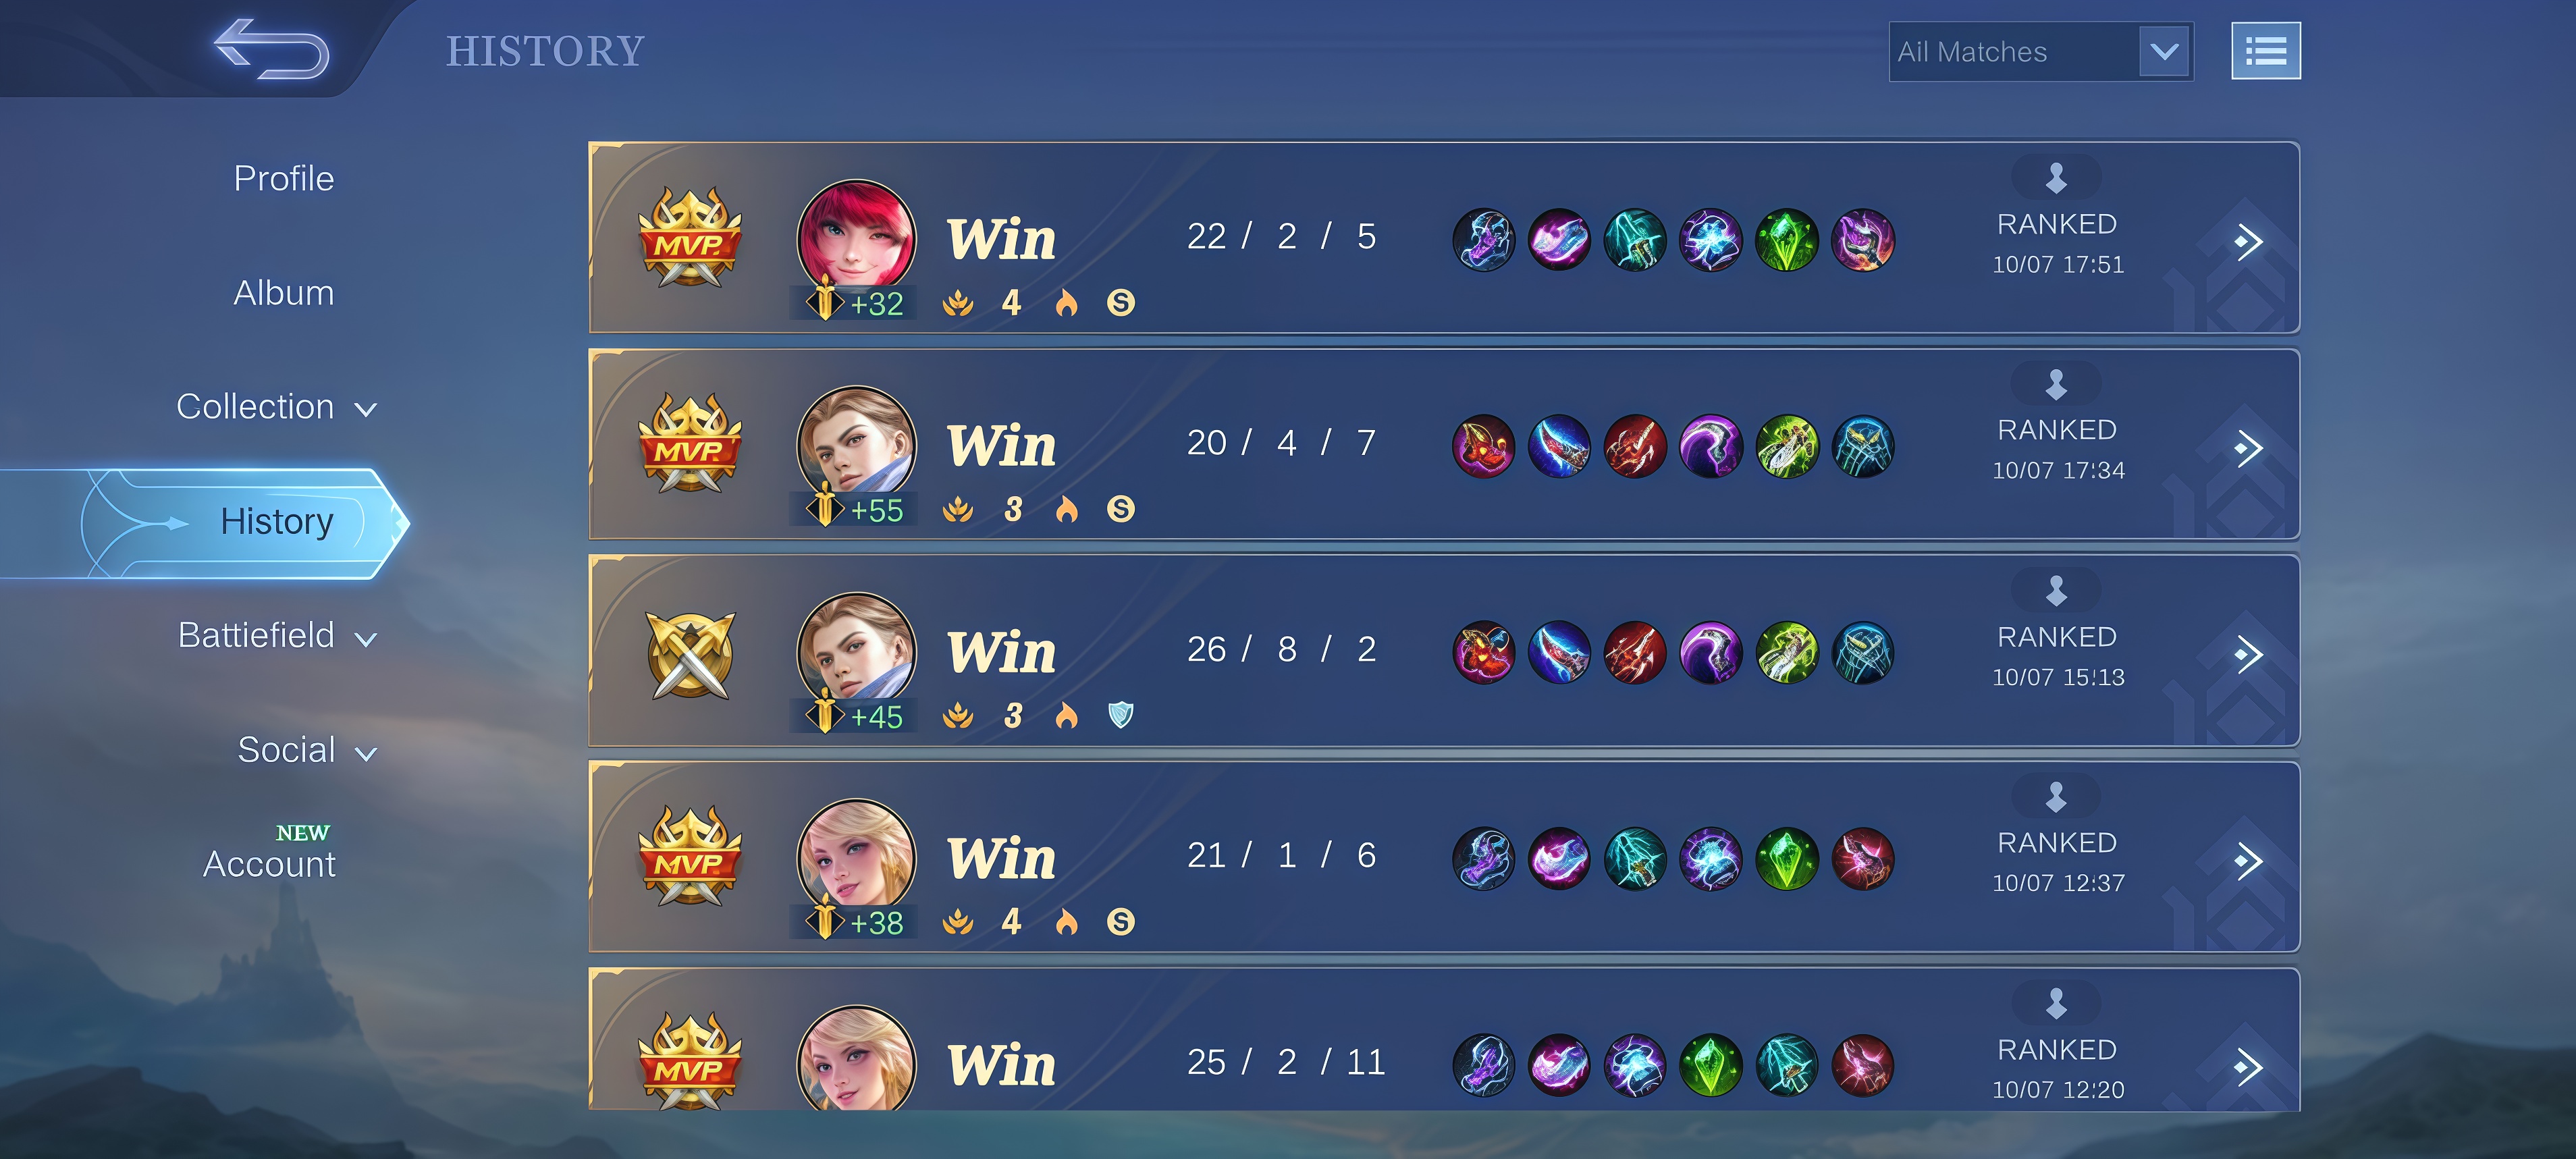 HISTORY
Ail Matches
Profile
Album
Collection
History
Battiefield
Social
NEW
Account
MVP
Win
22 / 2 / 5
RANKED
10/07 17:51
+32
4
S
MVP
Win
20 / 4 / 7
RANKED
10/07 17:34
+55
3
S
Win
26 / 8 / 2
RANKED
10/07 15:13
+45
3
MVP
Win
21 / 1 / 6
RANKED
10/07 12:37
+38
4
S
MVP
Win
25 / 2 / 11
RANKED
10/07 12:20